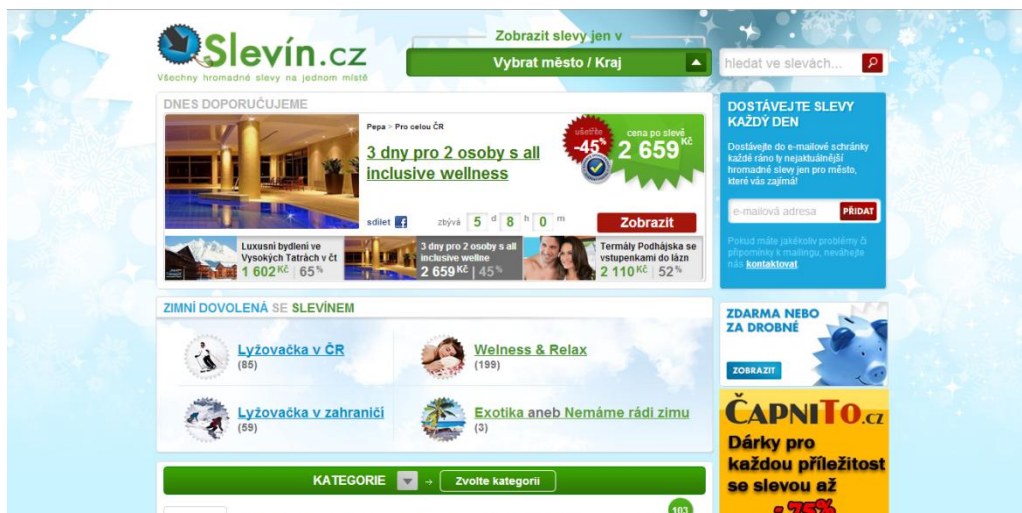 Slevín.cz
Všechny hromadné slevy na jednom místě
Zobrazit slevy jen v
Vybrat město / Kraj
hledat ve slevách...
DNES DOPORUČUJEME
Pepa > Pro celou ČR
3 dny pro 2 osoby s all
inclusive wellness
ušetříte
-45%
cena po slevě
2 659 Kč
sdílet
zbývá 5 d 8 h 0 m
Zobrazit
Luxusní bydlení ve
Vysokých Tatrách v čt
1 602 Kč | 65 %
3 dny pro 2 osoby s all
inclusive wellne
2 659 Kč | 45 %
Termály Podhájska se
vstupenkami do lázn
2 110 Kč | 52 %
DOSTÁVEJTE SLEVY
KAŽDÝ DEN
Dostávejte do e-mailové schránky
každé ráno ty nejaktuálnější
hromadné slevy jen pro město,
které vás zajímá!
e-mailová adresa
PŘIDAT
Pokud máte jakékoliv problémy či
připomínky k mailingu, neváhejte
nás kontaktovat.
ZIMNÍ DOVOLENÁ SE SLEVÍNEM
Lyžovačka v ČR
(85)
Welness & Relax
(199)
Lyžovačka v zahraničí
(59)
Exotika aneb Nemáme rádi zimu
(3)
ZDARMA NEBO
ZA DROBNÉ
ZOBRAZIT
ČAPNITO.cz
Dárky pro
každou příležitost
se slevou až
- 75%
KATEGORIE
Zvolte kategorii
103